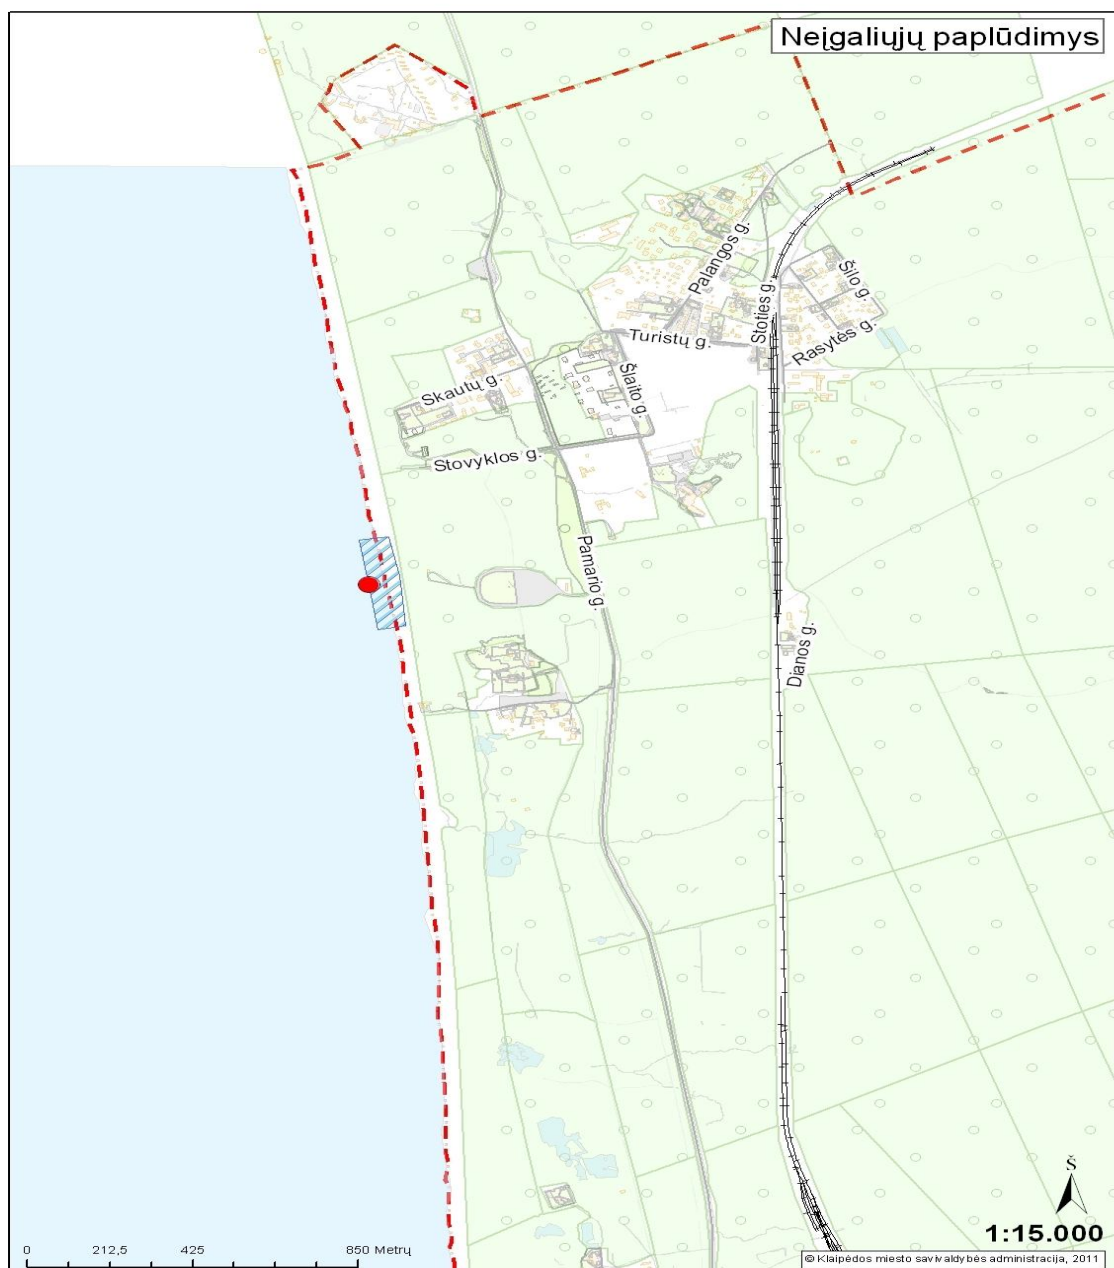 Neįgaliųjų paplūdimys
Palangos g.
Šilo g.
Stoties g.
Turistų g.
Rasytės g.
Skautų g.
Šlaito g.
Stovyklos g.
Pamario g.
Dianos g.
Š
1:15.000
0 212,5 425 850 Metrų
© Klaipėdos miesto savivaldybės administracija, 2011